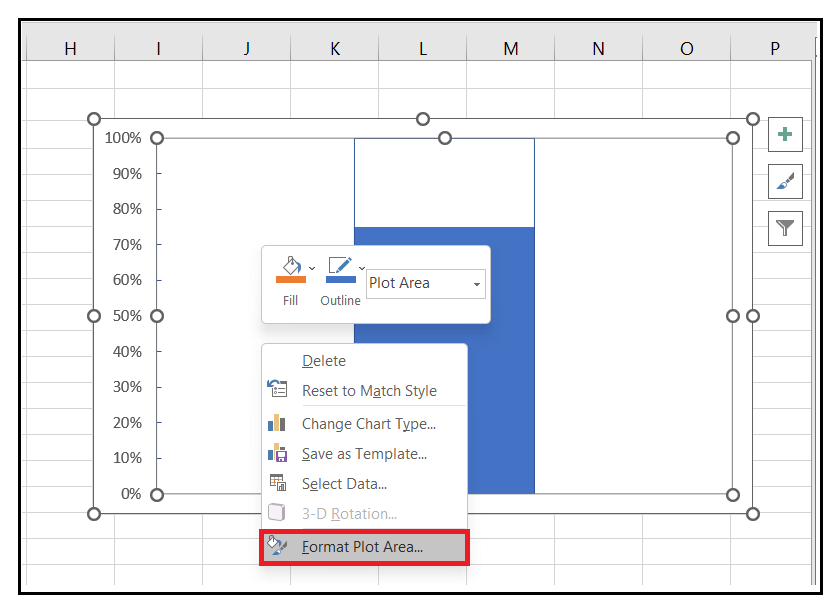 H I J K L M N O P
100%
90%
80%
70%
60%
50%
40%
30%
20%
10%
0%
Plot Area
Fill Outline
Delete
Reset to Match Style
Change Chart Type...
Save as Template...
Select Data...
3-D Rotation...
Format Plot Area...